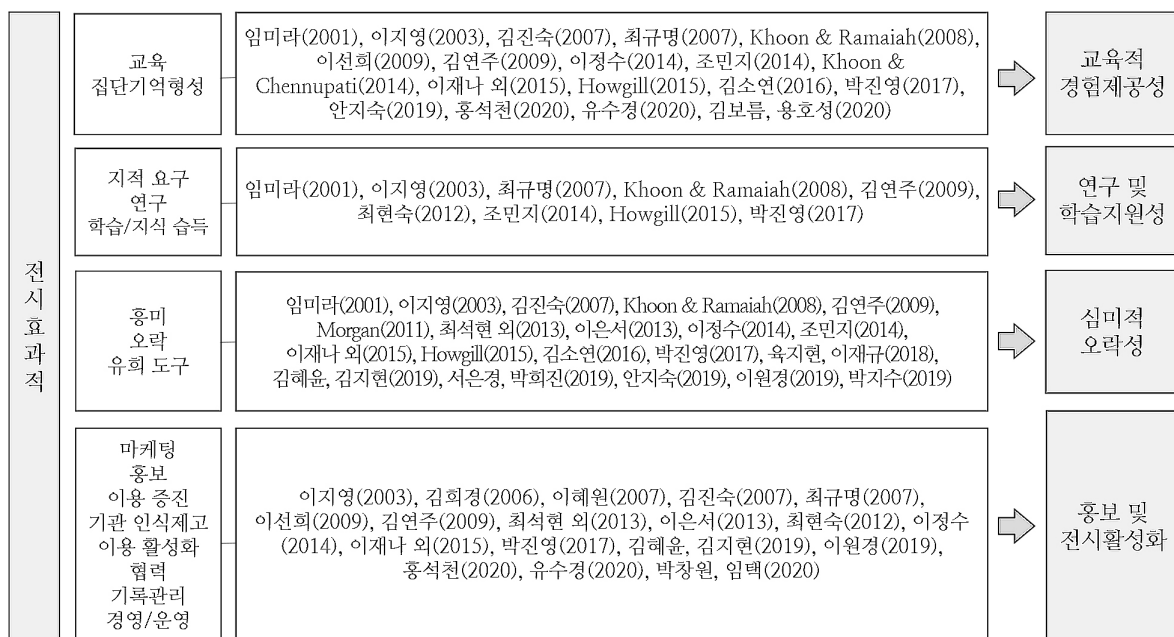 전시효과적
교육
집단기억형성
임미라(2001), 이지영(2003), 김진숙(2007), 최규명(2007), Khoon & Ramaiah(2008),
이선희(2009), 김연주(2009), 이정수(2014), 조민지(2014), Khoon &
Chennupati(2014), 이재나 외(2015), Howgill(2015), 김소연(2016), 박진영(2017),
안지숙(2019), 홍석천(2020), 유수경(2020), 김보름, 용호성(2020)
교육적
경험제공성
지적 요구
연구
학습/지식 습득
임미라(2001), 이지영(2003), 최규명(2007), Khoon & Ramaiah(2008), 김연주(2009),
최현숙(2012), 조민지(2014), Howgill(2015), 박진영(2017)
연구 및
학습지원성
흥미
오락
유희 도구
임미라(2001), 이지영(2003), 김진숙(2007), Khoon & Ramaiah(2008), 김연주(2009),
Morgan(2011), 최석현 외(2013), 이은서(2013), 이정수(2014), 조민지(2014),
이재나 외(2015), Howgill(2015), 김소연(2016), 박진영(2017), 육지현, 이재규(2018),
김혜윤, 김지현(2019), 서은경, 박희진(2019), 안지숙(2019), 이원경(2019), 박지수(2019)
심미적
오락성
마케팅
홍보
이용 증진
기관 인식제고
이용 활성화
협력
기록관리
경영/운영
이지영(2003), 김희경(2006), 이혜원(2007), 김진숙(2007), 최규명(2007),
이선희(2009), 김연주(2009), 최석현 외(2013), 이은서(2013), 최현숙(2012), 이정수
(2014), 이재나 외(2015), 박진영(2017), 김혜윤, 김지현(2019), 이원경(2019),
홍석천(2020), 유수경(2020), 박창원, 임택(2020)
홍보 및
전시활성화